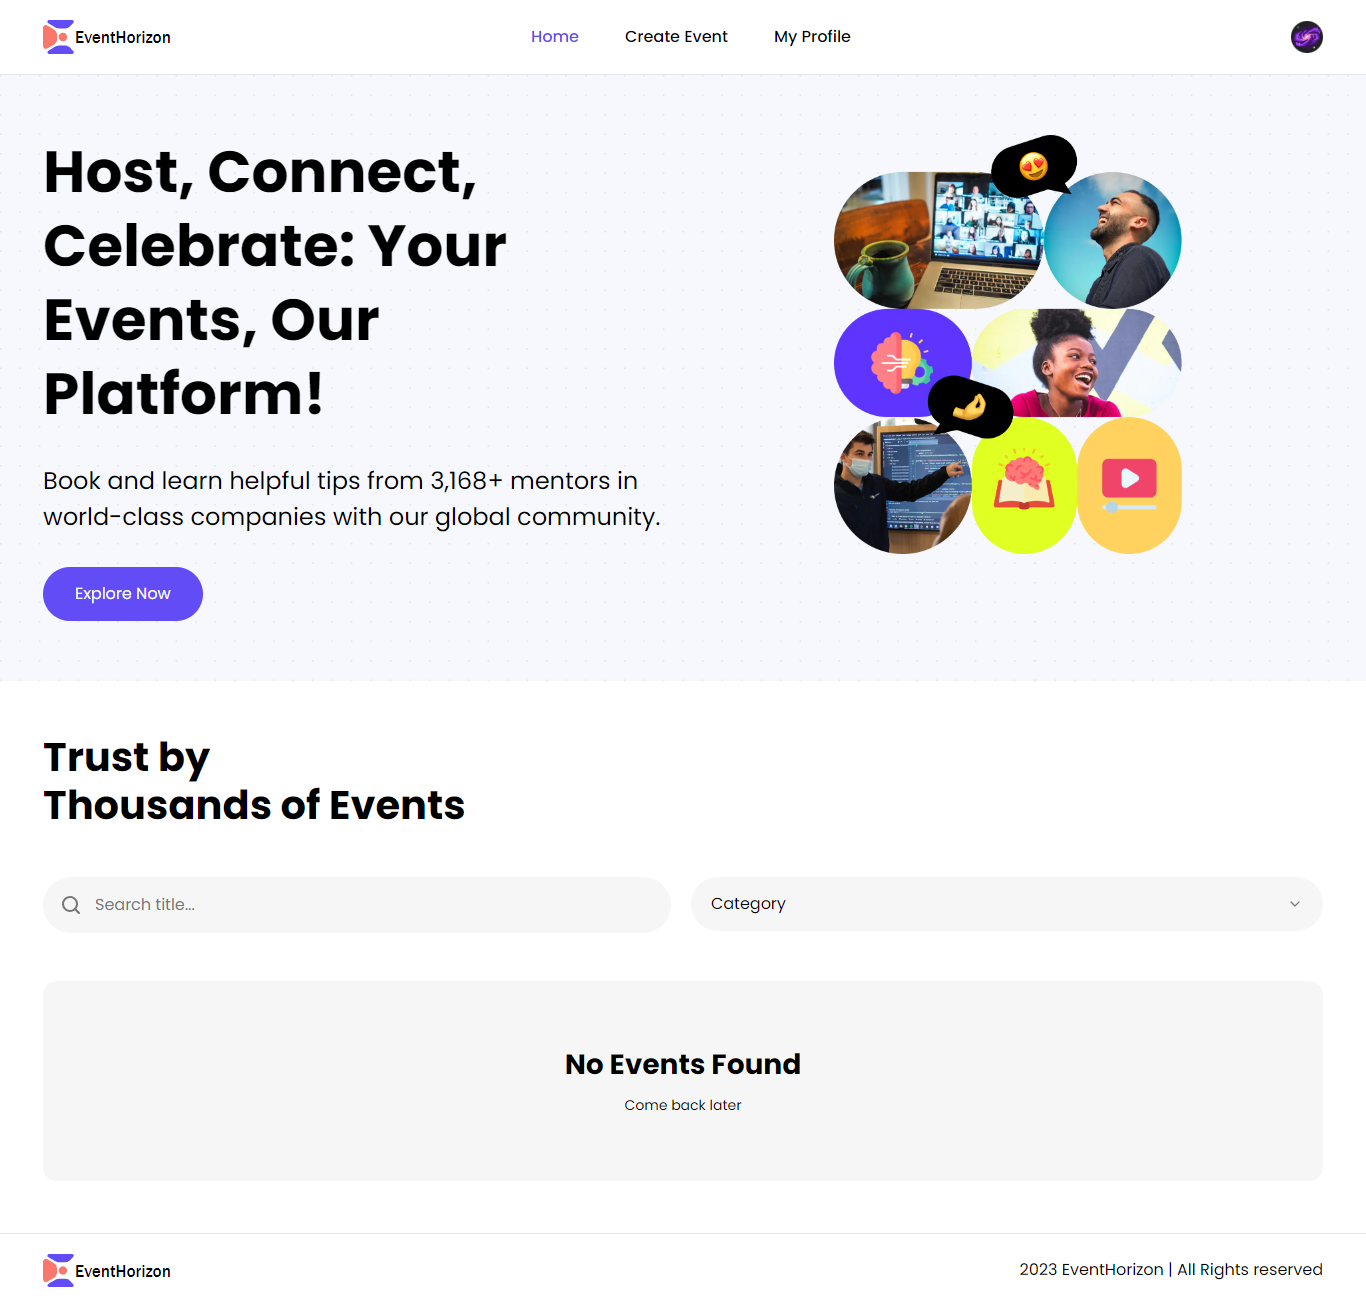 EventHorizon
Home
Create Event
My Profile
Host, Connect,
Celebrate: Your
Events, Our
Platform!
Book and learn helpful tips from 3,168+ mentors in
world-class companies with our global community.
Explore Now
Trust by
Thousands of Events
Search title...
Category
No Events Found
Come back later
EventHorizon
2023 EventHorizon | All Rights reserved